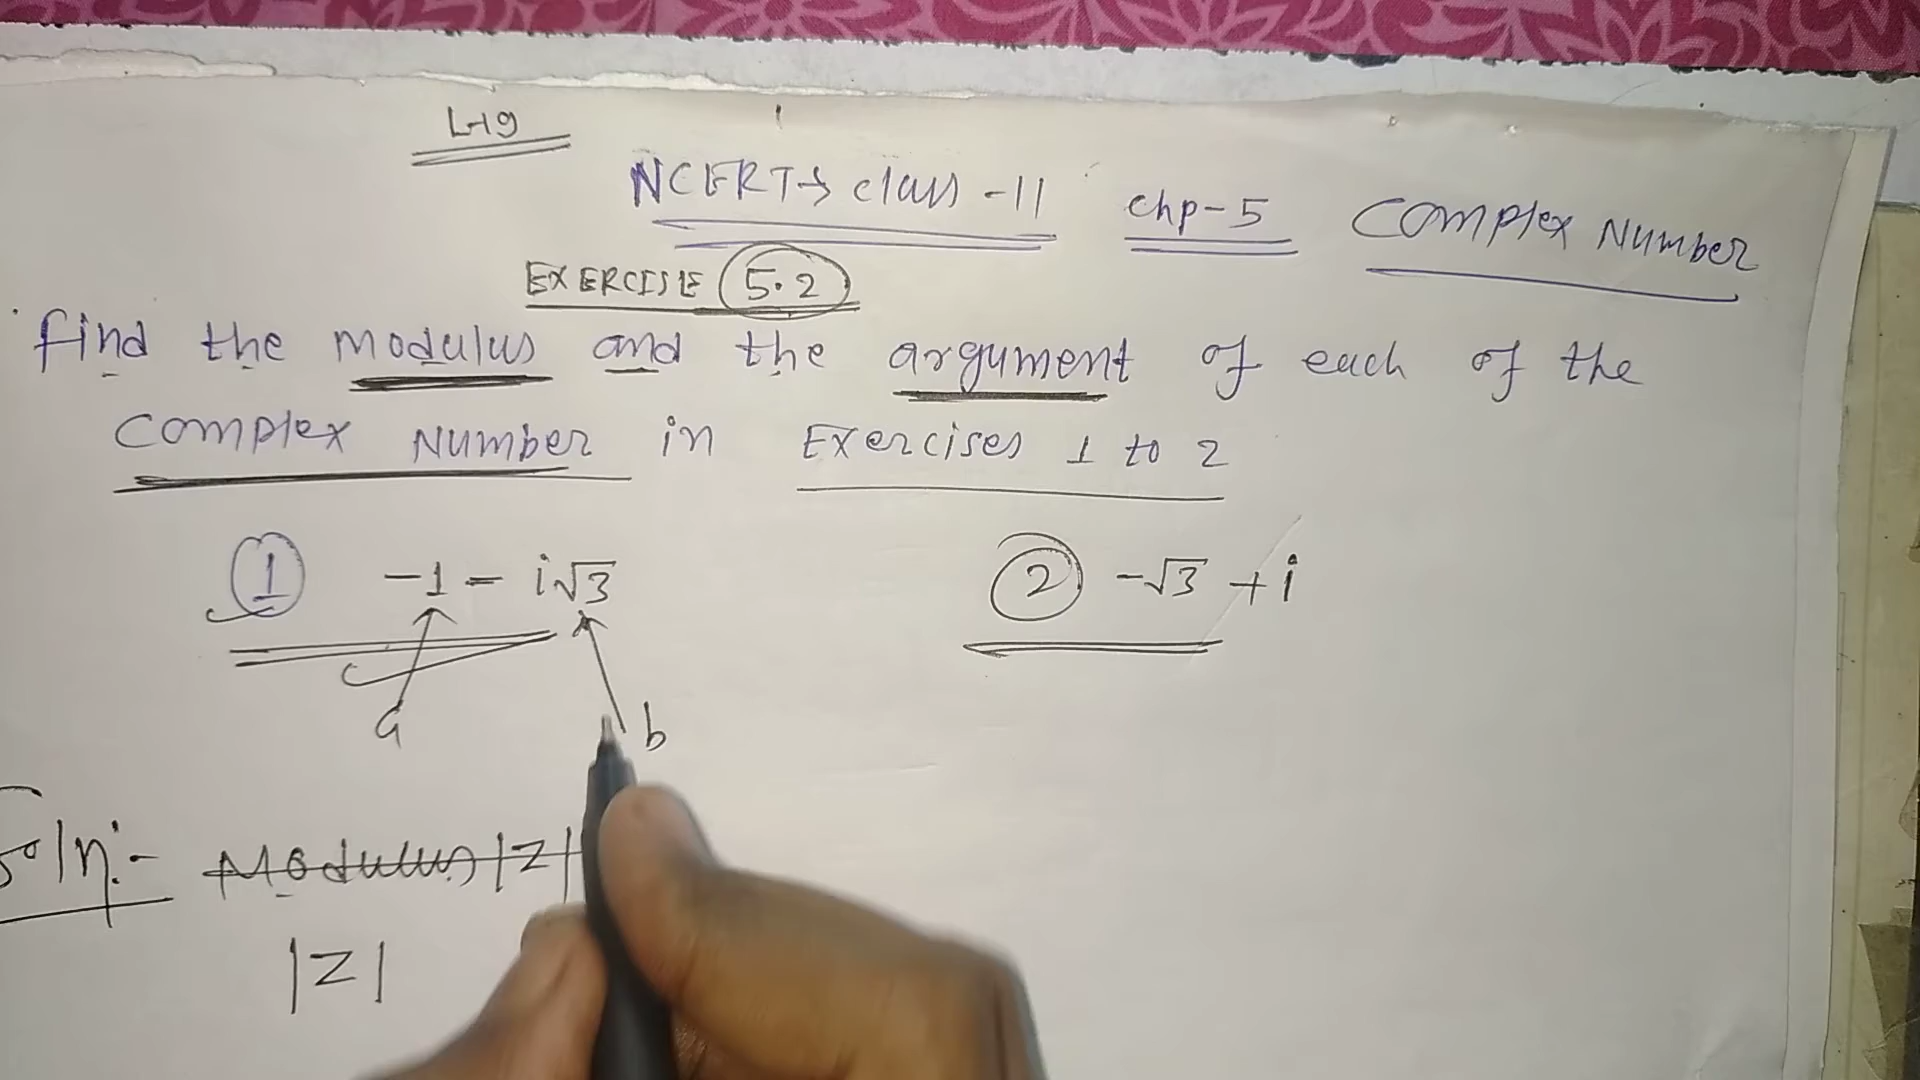 L-19
NCERT→ class -11 chp-5 Complex Number
EXERCISE 5.2
find the modulus and the argument of each of the
complex Number in Exercises 1 to 2
1 -1 - i√3 2 -√3 + i
a b
Soln:- Modulus |Z|
|Z|